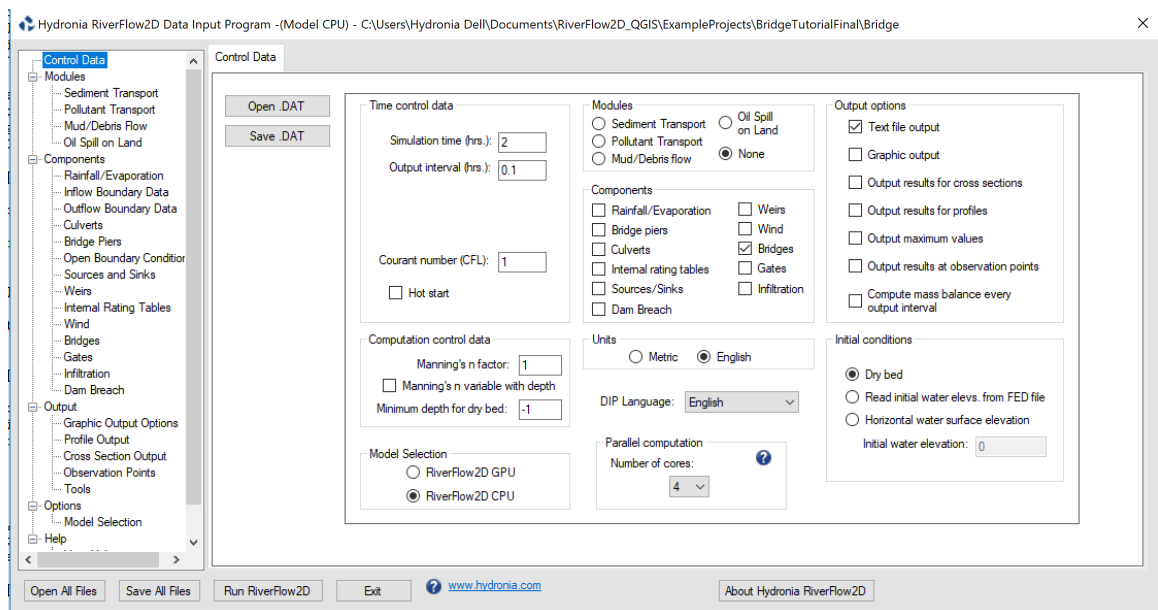 Hydronia RiverFlow2D Data Input Program -(Model CPU) - C:\Users\Hydronia Dell\Documents\RiverFlow2D_QGIS\ExampleProjects\BridgeTutorialFinal\Bridge
Control Data
Modules
Sediment Transport
Pollutant Transport
Mud/Debris Flow
Oil Spill on Land
Components
Rainfall/Evaporation
Inflow Boundary Data
Outflow Boundary Data
Culverts
Bridge Piers
Open Boundary Condition
Sources and Sinks
Weirs
Internal Rating Tables
Wind
Bridges
Gates
Infiltration
Dam Breach
Output
Graphic Output Options
Profile Output
Cross Section Output
Observation Points
Tools
Options
Model Selection
Help
Control Data
Open .DAT
Save .DAT
Time control data
Simulation time (hrs.): 2
Output interval (hrs.): 0.1
Courant number (CFL): 1
Hot start
Computation control data
Manning's n factor: 1
Manning's n variable with depth
Minimum depth for dry bed: -1
Model Selection
RiverFlow2D GPU
RiverFlow2D CPU
Modules
Sediment Transport
Pollutant Transport
Mud/Debris flow
Oil Spill
on Land
None
Components
Rainfall/Evaporation
Bridge piers
Culverts
Internal rating tables
Sources/Sinks
Dam Breach
Weirs
Wind
Bridges
Gates
Infiltration
Units
Metric English
DIP Language: English
Parallel computation
Number of cores:
4
Output options
Text file output
Graphic output
Output results for cross sections
Output results for profiles
Output maximum values
Output results at observation points
Compute mass balance every
output interval
Initial conditions
Dry bed
Read initial water elevs. from FED file
Horizontal water surface elevation
Initial water elevation: 0
Open All Files Save All Files Run RiverFlow2D Exit www.hydronia.com About Hydronia RiverFlow2D